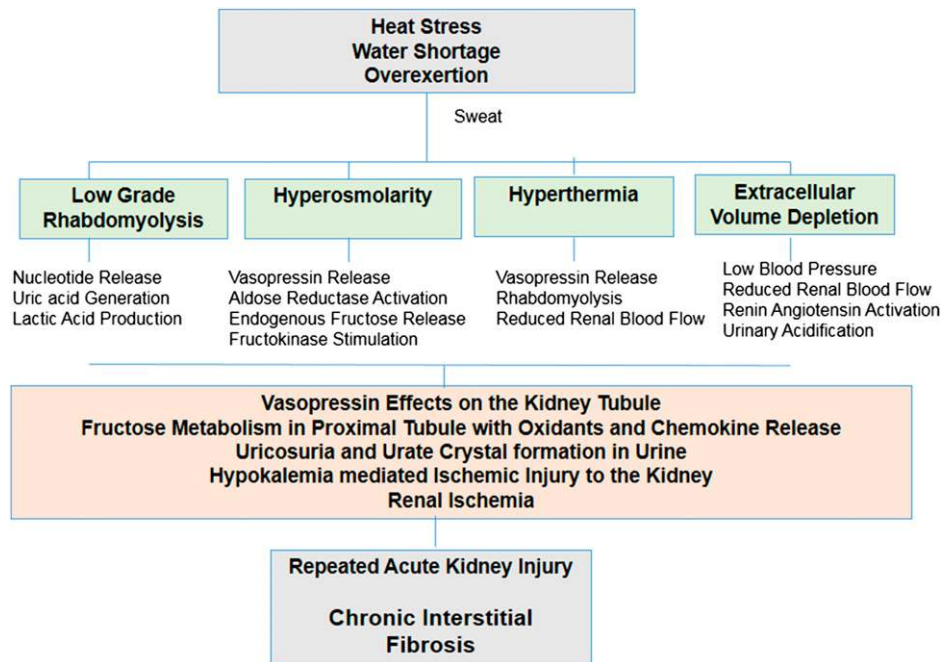 Heat Stress
Water Shortage
Overexertion
Sweat
Low Grade
Rhabdomyolysis
Hyperosmolarity
Hyperthermia
Extracellular
Volume Depletion
Nucleotide Release
Uric acid Generation
Lactic Acid Production
Vasopressin Release
Aldose Reductase Activation
Endogenous Fructose Release
Fructokinase Stimulation
Vasopressin Release
Rhabdomyolysis
Reduced Renal Blood Flow
Low Blood Pressure
Reduced Renal Blood Flow
Renin Angiotensin Activation
Urinary Acidification
Vasopressin Effects on the Kidney Tubule
Fructose Metabolism in Proximal Tubule with Oxidants and Chemokine Release
Uricosuria and Urate Crystal formation in Urine
Hypokalemia mediated Ischemic Injury to the Kidney
Renal Ischemia
Repeated Acute Kidney Injury
Chronic Interstitial
Fibrosis